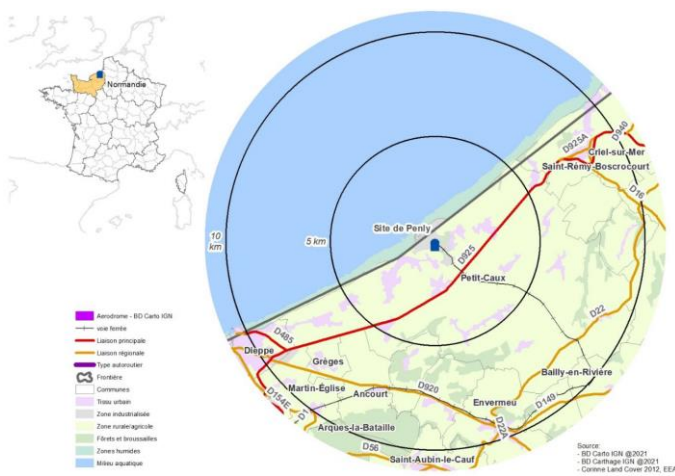 Normandie
10
km
5 km
Site de Penly
D925
Petit-Caux
D925A
D940
Criel-sur-Mer
Saint-Rémy-Boscrocourt
D16
D22
Bailly-en-Rivière
D149
Envermeu
D22A
D920
D485
Dieppe
Grèges
Martin-Église
Ancourt
D154E
D1
Arques-la-Bataille
D56
Saint-Aubin-le-Cauf
Aerodrome - BD Carto IGN
voie ferrée
Liaison principale
Liaison régionale
Type autoroutier
Frontière
Communes
Tissu urbain
Zone industrialisée
Zone rurale/agricole
Fôrets et broussailles
Zones humides
Milieu aquatique
Source:
- BD Carto IGN @2021
- BD Carthage IGN @2021
- Corine Land Cover 2012, EEA